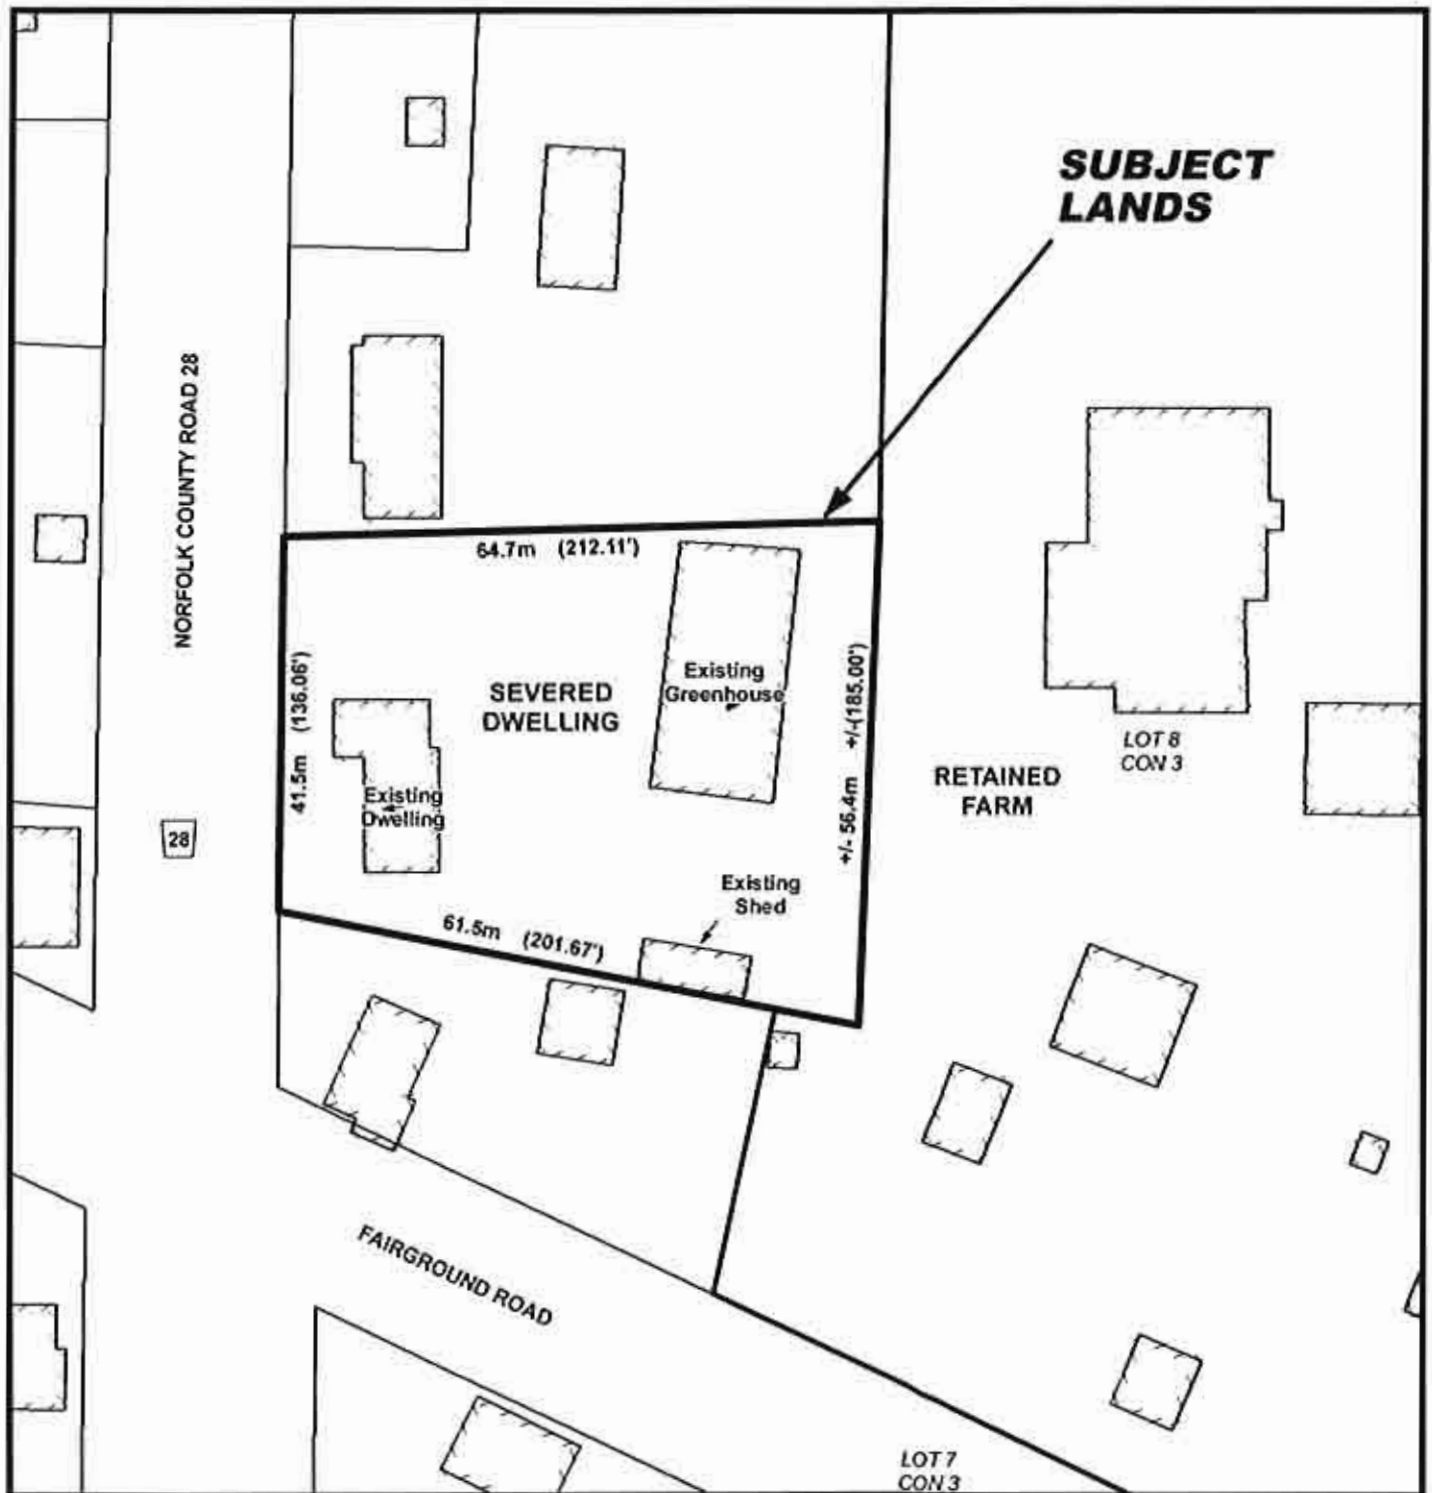 SUBJECT
LANDS
NORFOLK COUNTY ROAD 28
64.7m (212.11')
41.5m (136.06')
SEVERED
DWELLING
Existing
Greenhouse
+/- 56.4m +/-(185.00')
LOT 8
CON 3
RETAINED
FARM
Existing
Dwelling
28
Existing
Shed
61.5m (201.67')
FAIRGROUND ROAD
LOT 7
CON 3